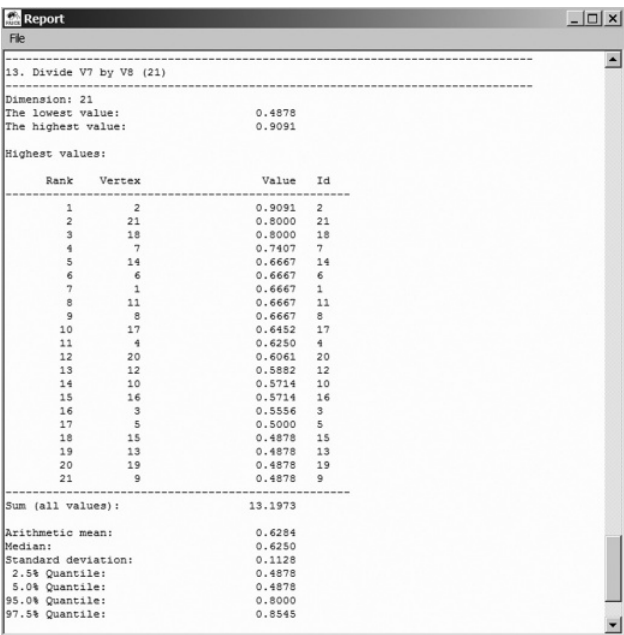 Report
File
------------------------------------------------------------------------------
13. Divide V7 by V8 (21)
------------------------------------------------------------------------------
Dimension: 21
The lowest value: 0.4878
The highest value: 0.9091
Highest values:
Rank Vertex Value Id
---------------------------------------------------
1 2 0.9091 2
2 21 0.8000 21
3 18 0.8000 18
4 7 0.7407 7
5 14 0.6667 14
6 6 0.6667 6
7 1 0.6667 1
8 11 0.6667 11
9 8 0.6667 8
10 17 0.6452 17
11 4 0.6250 4
12 20 0.6061 20
13 12 0.5882 12
14 10 0.5714 10
15 16 0.5714 16
16 3 0.5556 3
17 5 0.5000 5
18 15 0.4878 15
19 13 0.4878 13
20 19 0.4878 19
21 9 0.4878 9
---------------------------------------------------
Sum (all values): 13.1973
Arithmetic mean: 0.6284
Median: 0.6250
Standard deviation: 0.1128
2.5% Quantile: 0.4878
5.0% Quantile: 0.4878
95.0% Quantile: 0.8000
97.5% Quantile: 0.8545